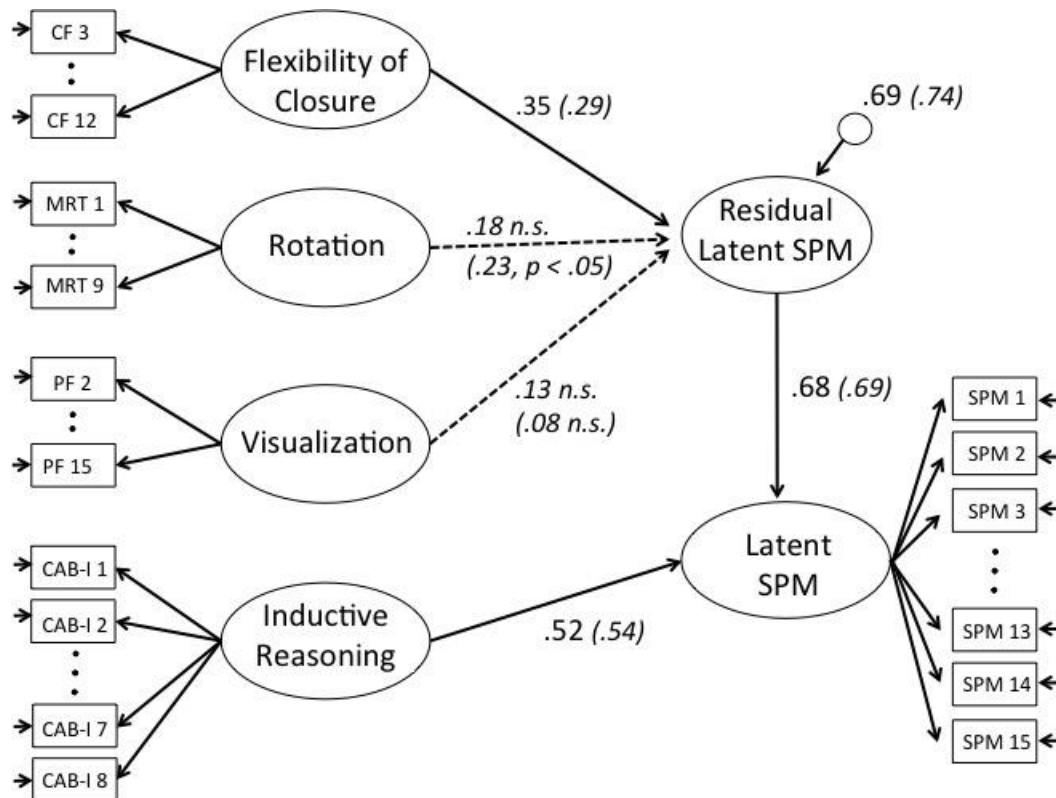 CF 3
CF 12
Flexibility of
Closure
.35 (.29)
.69 (.74)
MRT 1
MRT 9
Rotation
.18 n.s.
(.23, p < .05)
Residual
Latent SPM
PF 2
PF 15
Visualization
.13 n.s.
(.08 n.s.)
.68 (.69)
SPM 1
SPM 2
SPM 3
SPM 13
SPM 14
SPM 15
Latent
SPM
CAB-I 1
CAB-I 2
CAB-I 7
CAB-I 8
Inductive
Reasoning
.52 (.54)